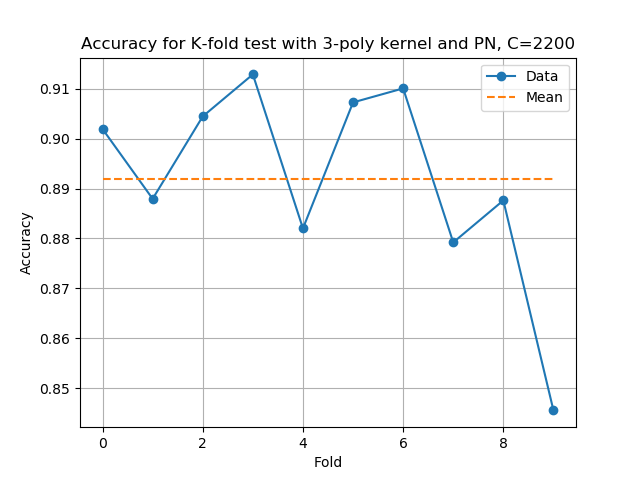 Accuracy for K-fold test with 3-poly kernel and PN, C=2200
Data
Mean
0.91
0.90
0.89
0.88
0.87
0.86
0.85
Accuracy
0 2 4 6 8
Fold